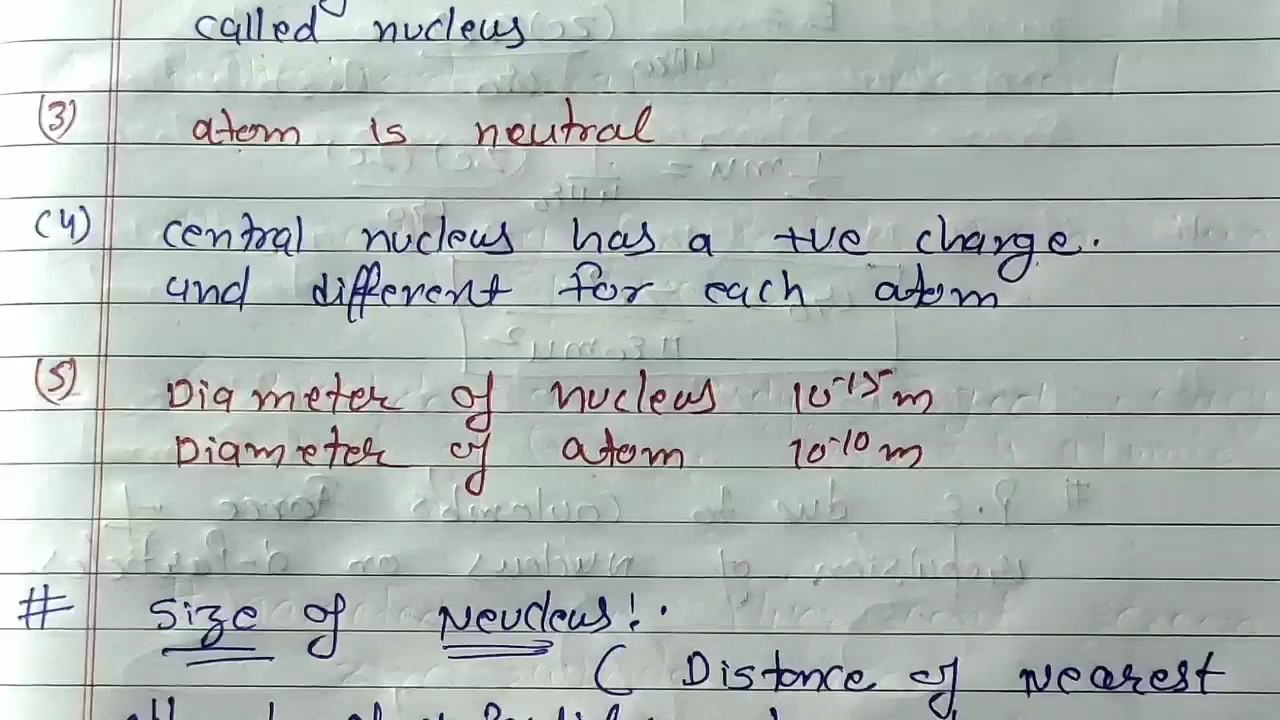 called nucleus
(3) atom is neutral
(4) central nucleus has a +ve charge.
and different for each atom
(5) Diameter of nucleus 10-15 m
Diameter of atom 10-10 m
# Size of Neucleus:.
( Distance of nearest